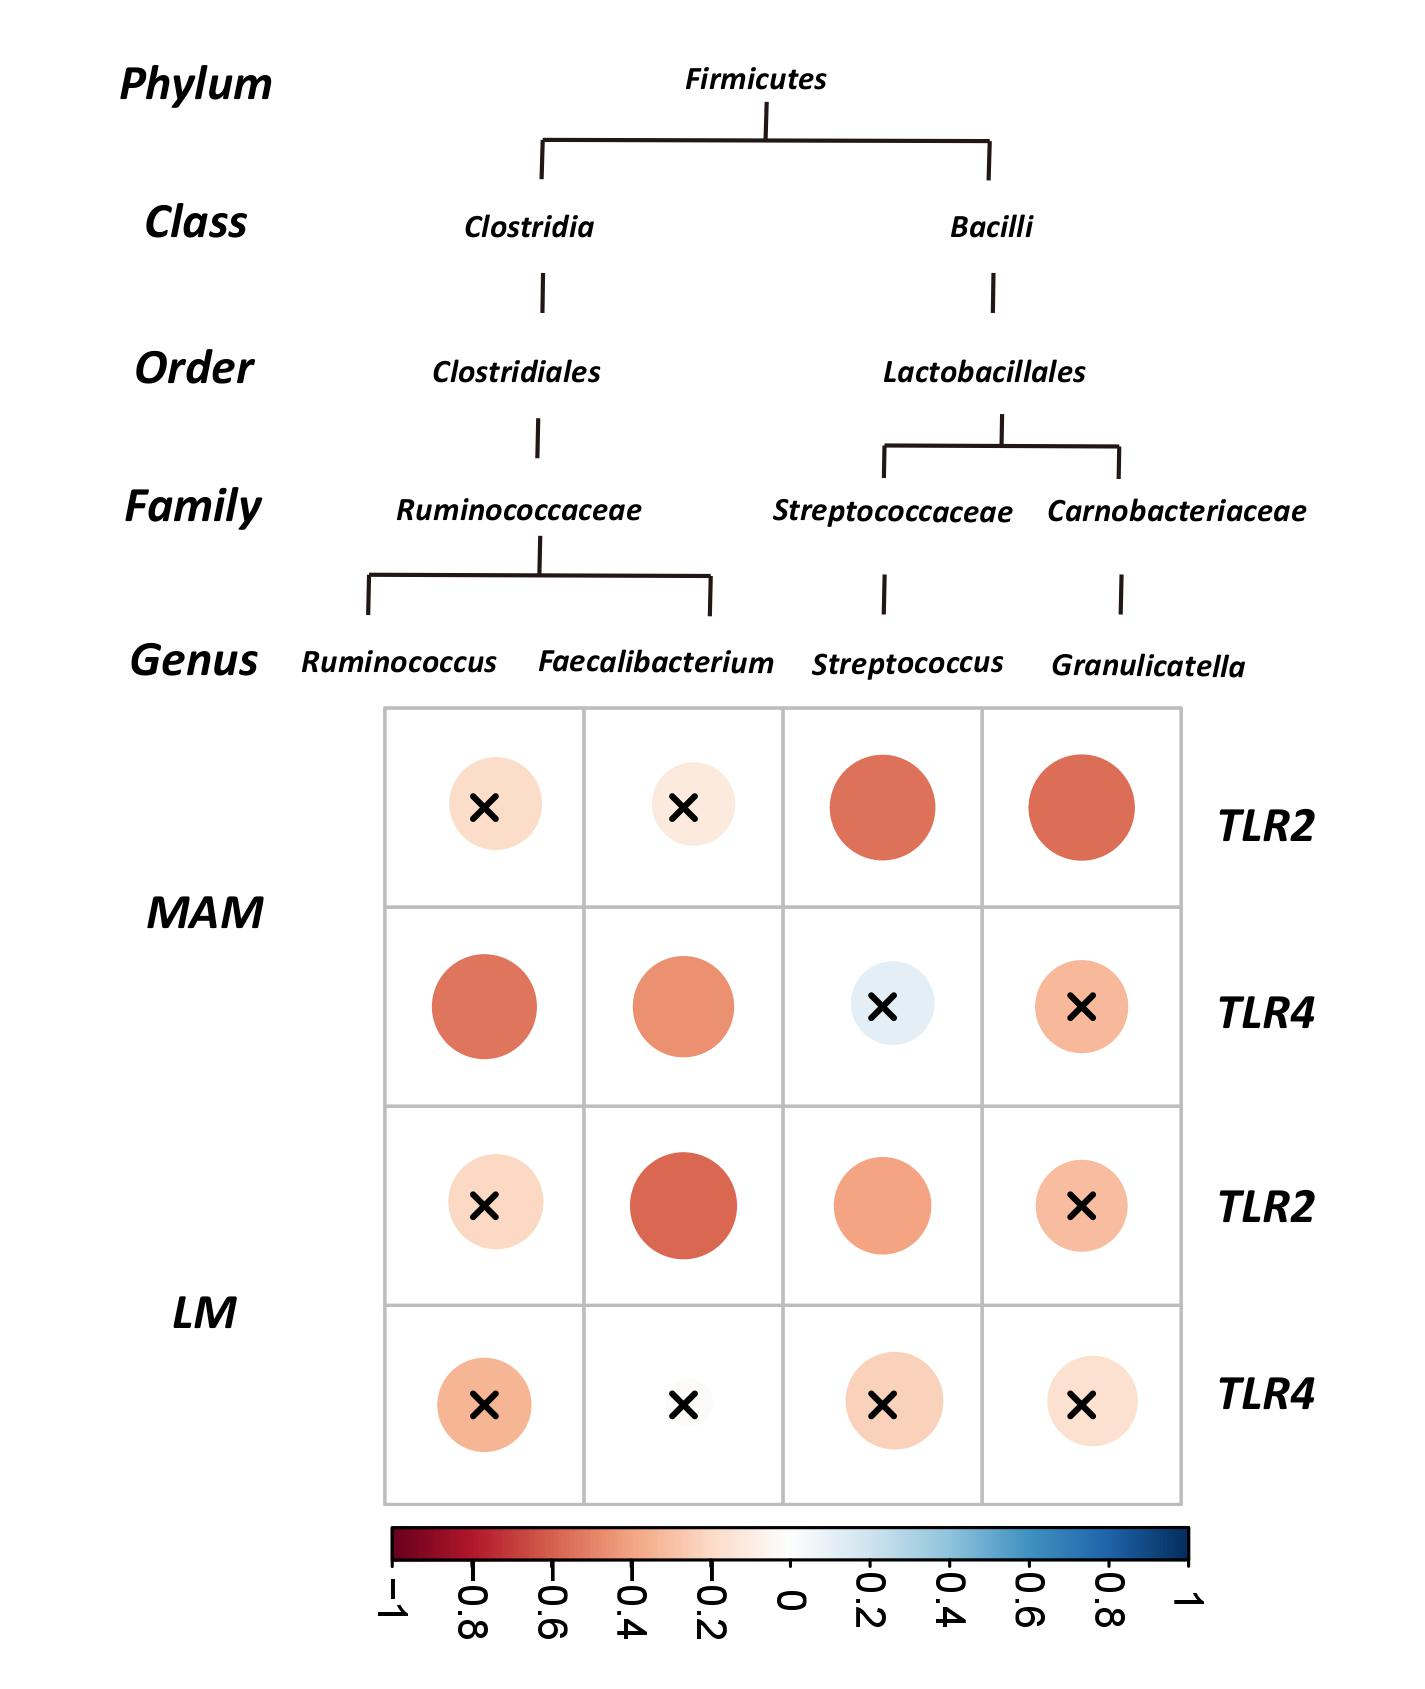 Phylum
Firmicutes
Class
Clostridia
Bacilli
Order
Clostridiales
Lactobacillales
Family
Ruminococcaceae
Streptococcaceae
Carnobacteriaceae
Genus
Ruminococcus
Faecalibacterium
Streptococcus
Granulicatella
TLR2
MAM
TLR4
TLR2
LM
TLR4
-1
-0.8
-0.6
-0.4
-0.2
0
0.2
0.4
0.6
0.8
1